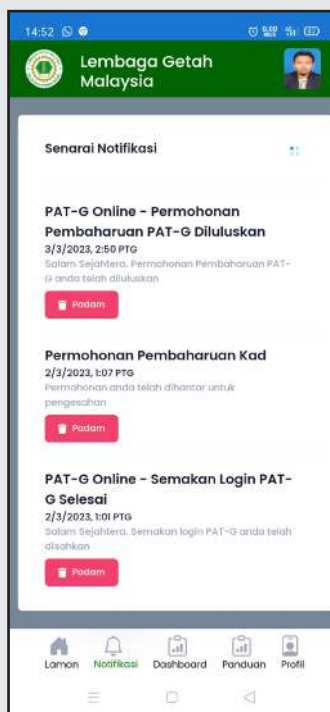 14:52
Lembaga Getah
Malaysia
Senarai Notifikasi
PAT-G Online - Permohonan
Pembaharuan PAT-G Diluluskan
3/3/2023, 2:50 PTG
Salam Sejahtera. Permohonan Pembaharuan PAT-
G anda telah diluluskan
Padam
Permohonan Pembaharuan Kad
2/3/2023, 1:07 PTG
Permohonan anda telah dihantar untuk
pengesahan
Padam
PAT-G Online - Semakan Login PAT-
G Selesai
2/3/2023, 1:01 PTG
Salam Sejahtera. Semakan login PAT-G anda telah
disahkan
Padam
Laman Notifikasi Dashboard Panduan Profil